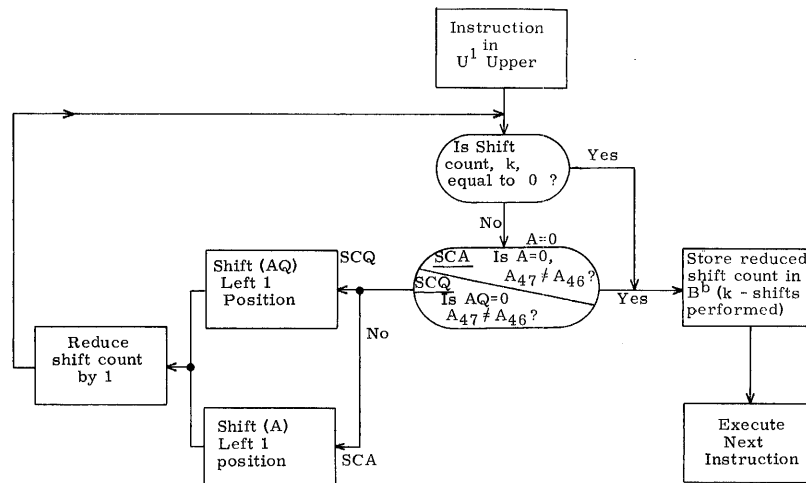 Instruction
in
U¹ Upper
Is Shift
count, k,
equal to 0 ?
Yes
No
A=0
SCA Is A=0,
A₄₇ ≠ A₄₆?
SCQ Is AQ=0
A₄₇ ≠ A₄₆?
Yes
Store reduced
shift count in
Bᵇ (k - shifts
performed)
Execute
Next
Instruction
SCQ
No
SCA
Shift (AQ)
Left 1
Position
Shift (A)
Left 1
position
Reduce
shift count
by 1